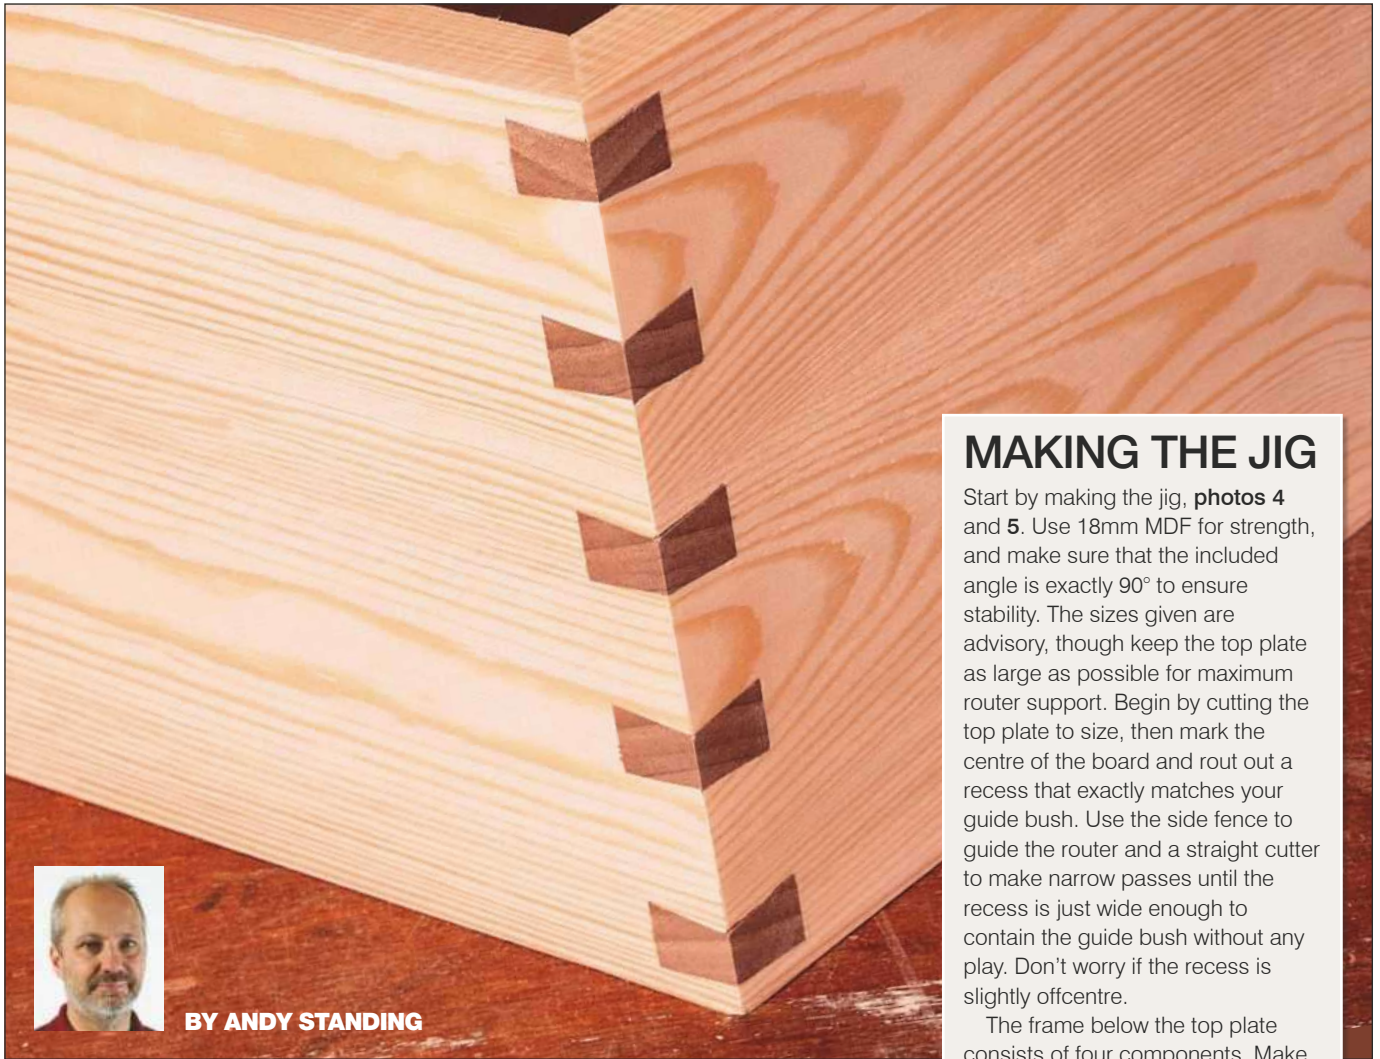 MAKING THE JIG
Start by making the jig, photos 4
and 5. Use 18mm MDF for strength,
and make sure that the included
angle is exactly 90° to ensure
stability. The sizes given are
advisory, though keep the top plate
as large as possible for maximum
router support. Begin by cutting the
top plate to size, then mark the
centre of the board and rout out a
recess that exactly matches your
guide bush. Use the side fence to
guide the router and a straight cutter
to make narrow passes until the
recess is just wide enough to
contain the guide bush without any
play. Don't worry if the recess is
slightly offcentre.
The frame below the top plate
consists of four components. Make
BY ANDY STANDING